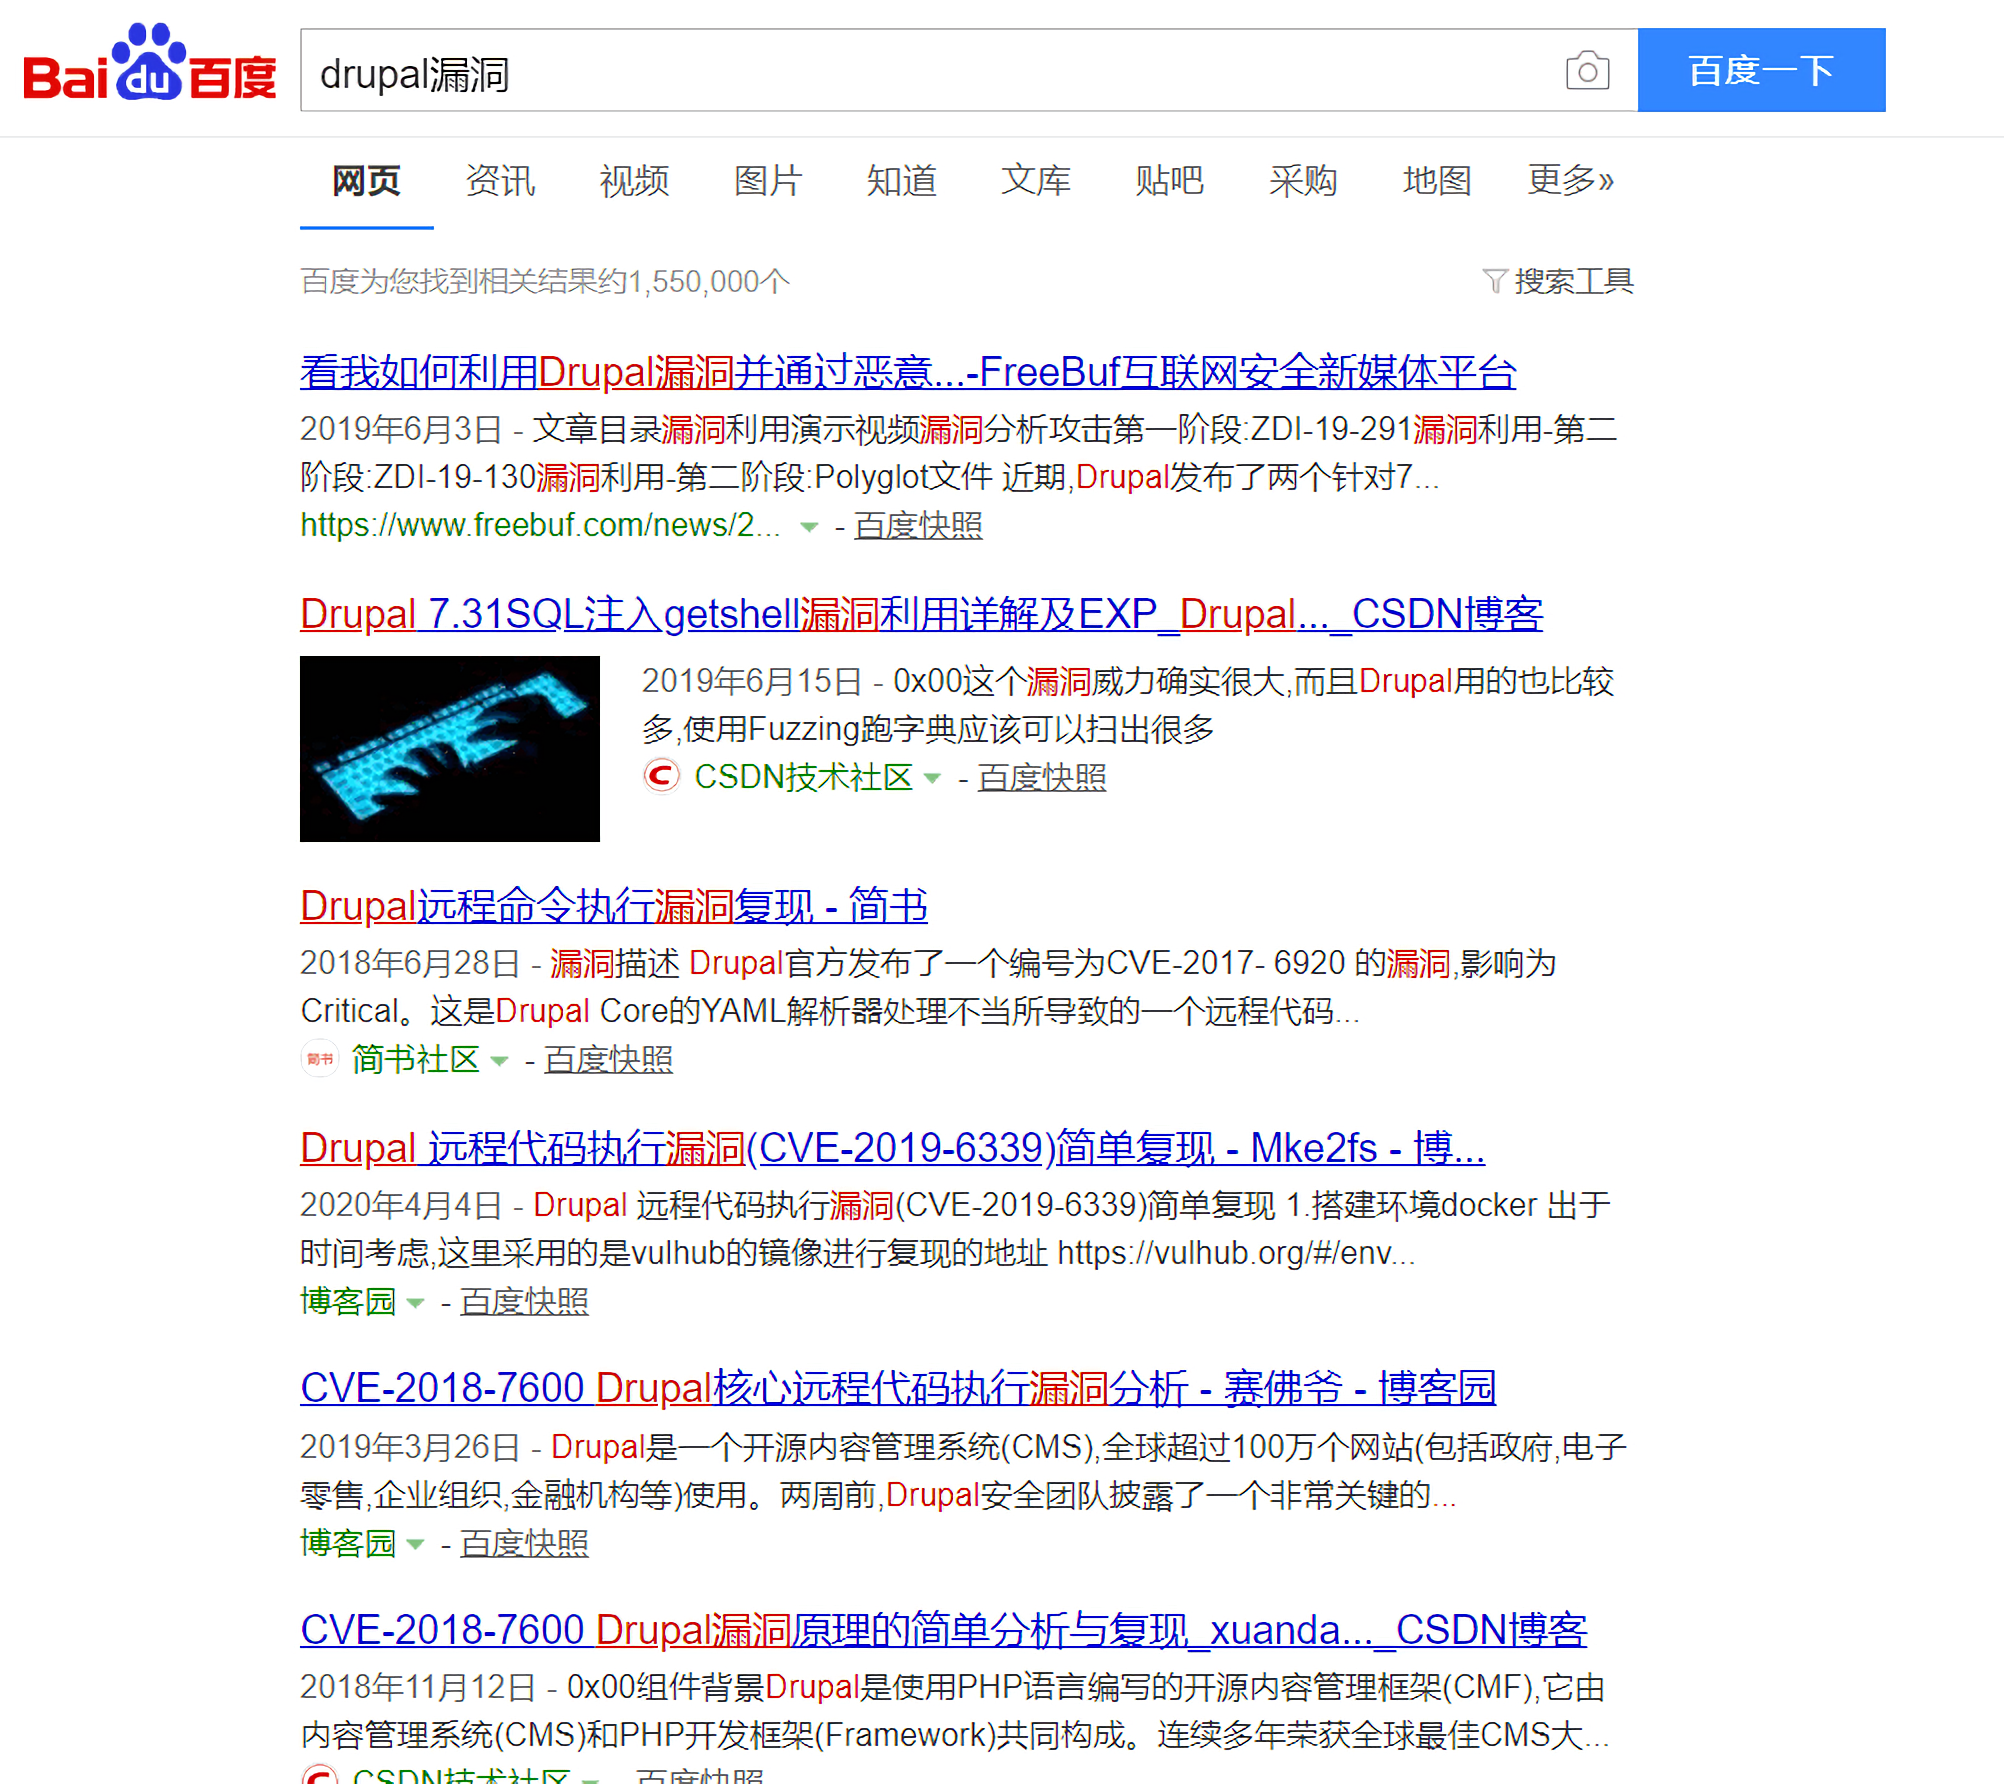 Bai du 百度
drupal漏洞
百度一下
网页 资讯 视频 图片 知道 文库 贴吧 采购 地图 更多»
百度为您找到相关结果约1,550,000个
搜索工具
看我如何利用Drupal漏洞并通过恶意...-FreeBuf互联网安全新媒体平台
2019年6月3日 - 文章目录漏洞利用演示视频漏洞分析攻击第一阶段:ZDI-19-291漏洞利用-第二
阶段:ZDI-19-130漏洞利用-第二阶段:Polyglot文件 近期,Drupal发布了两个针对7...
https://www.freebuf.com/news/2... - 百度快照
Drupal 7.31SQL注入getshell漏洞利用详解及EXP_Drupal..._CSDN博客
2019年6月15日 - 0x00这个漏洞威力确实很大,而且Drupal用的也比较
多,使用Fuzzing跑字典应该可以扫出很多
CSDN技术社区 - 百度快照
Drupal远程命令执行漏洞复现 - 简书
2018年6月28日 - 漏洞描述 Drupal官方发布了一个编号为CVE-2017- 6920 的漏洞,影响为
Critical。这是Drupal Core的YAML解析器处理不当所导致的一个远程代码...
简书 简书社区 - 百度快照
Drupal 远程代码执行漏洞(CVE-2019-6339)简单复现 - Mke2fs - 博...
2020年4月4日 - Drupal 远程代码执行漏洞(CVE-2019-6339)简单复现 1.搭建环境docker 出于
时间考虑,这里采用的是vulhub的镜像进行复现的地址 https://vulhub.org/#/env...
博客园 - 百度快照
CVE-2018-7600 Drupal核心远程代码执行漏洞分析 - 赛佛爷 - 博客园
2019年3月26日 - Drupal是一个开源内容管理系统(CMS),全球超过100万个网站(包括政府,电子
零售,企业组织,金融机构等)使用。两周前,Drupal安全团队披露了一个非常关键的...
博客园 - 百度快照
CVE-2018-7600 Drupal漏洞原理的简单分析与复现_xuanda..._CSDN博客
2018年11月12日 - 0x00组件背景Drupal是使用PHP语言编写的开源内容管理框架(CMF),它由
内容管理系统(CMS)和PHP开发框架(Framework)共同构成。连续多年荣获全球最佳CMS大...
CSDN技术社区 - 百度快照